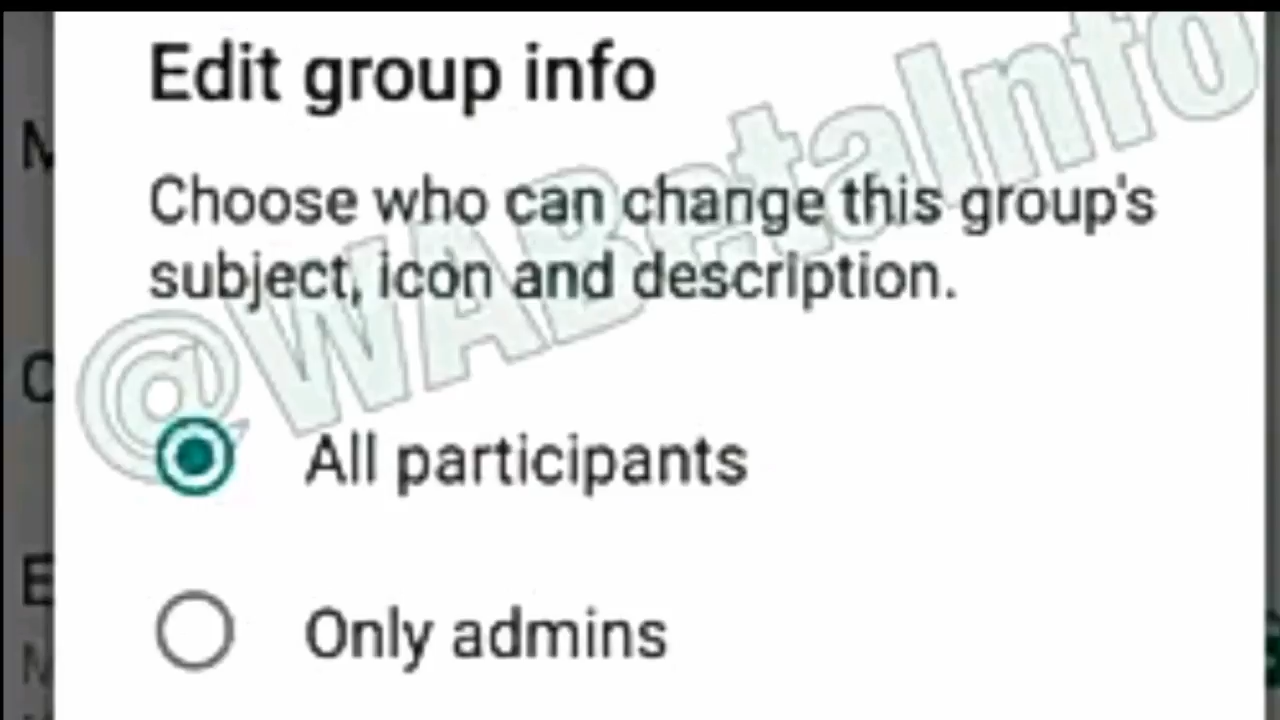 Edit group info
Choose who can change this group's
subject, icon and description.
@WABetaInfo
All participants
Only admins